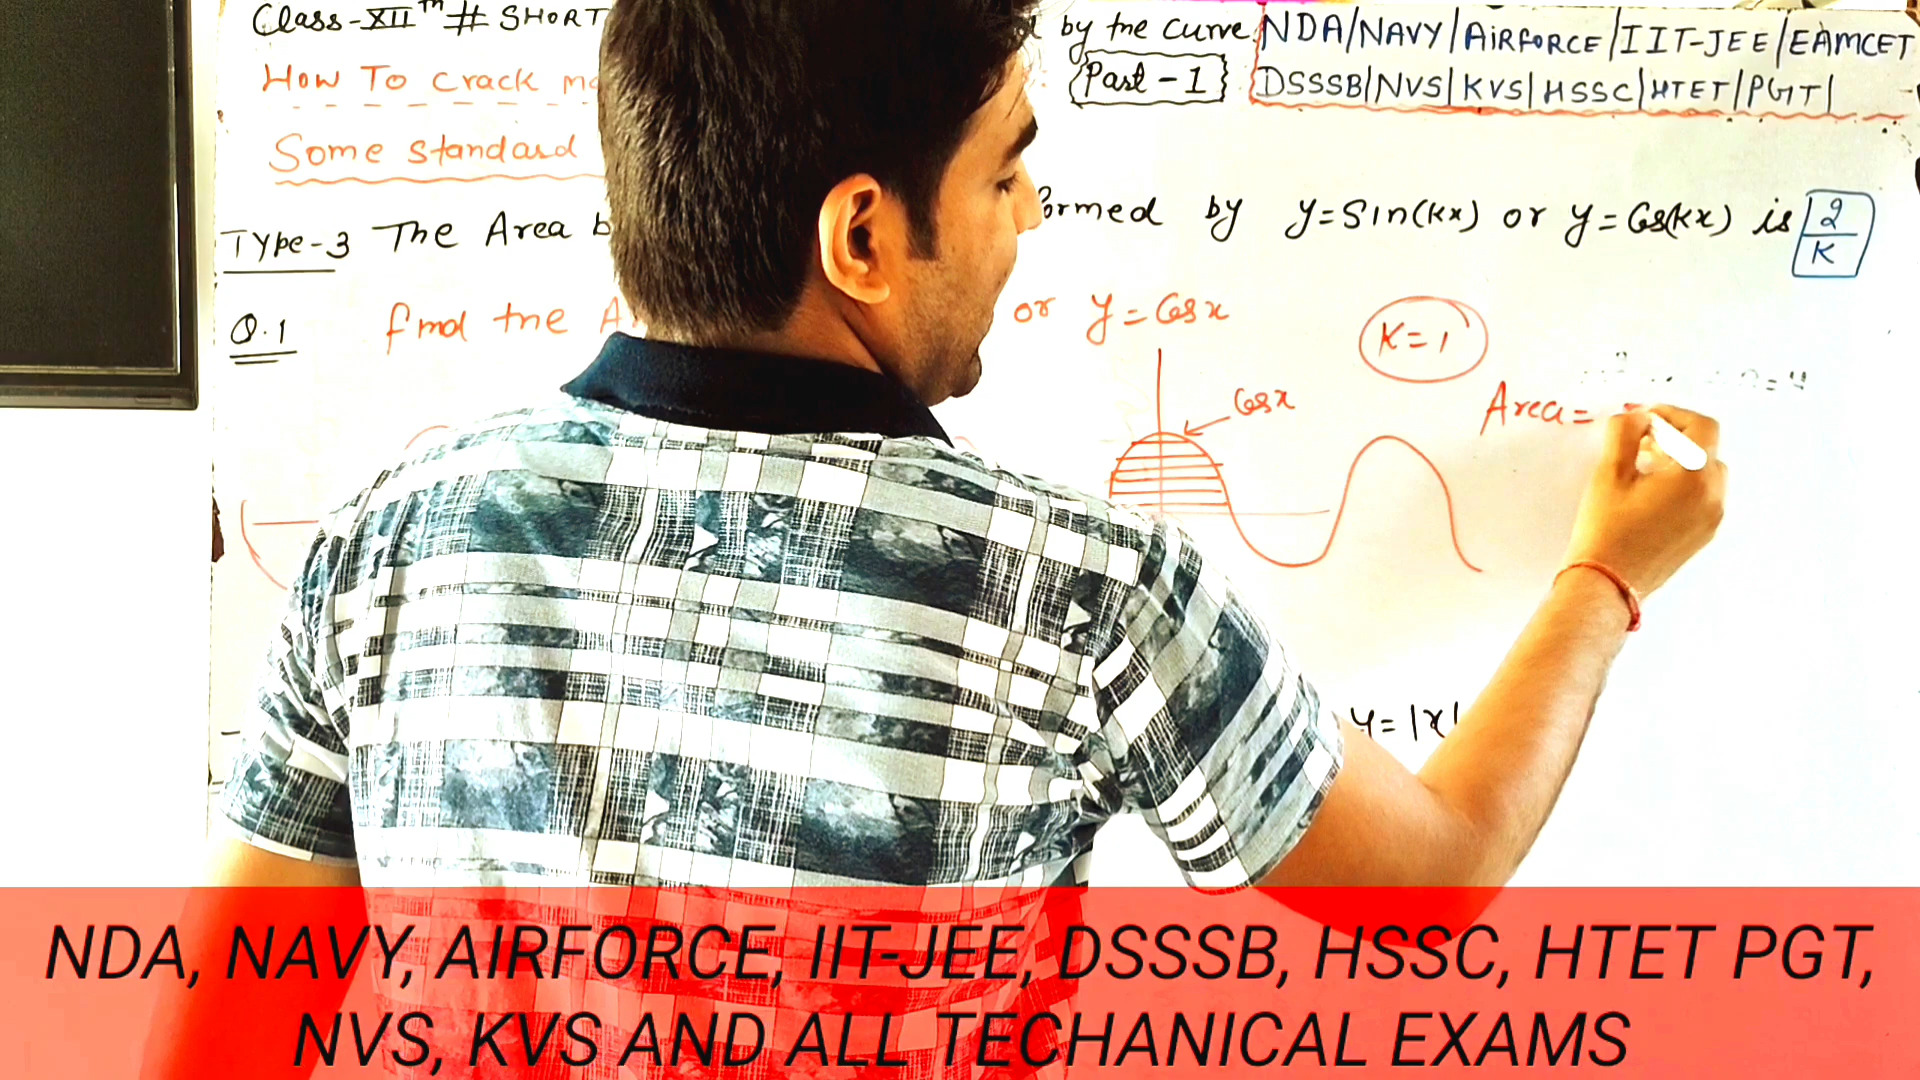 Class-XIIth # SHORT by the curve
NDA/NAVY/AIRFORCE/IIT-JEE/EAMCET
How To crack
Part-1
DSSSB/NVS/KVS/HSSC/HTET/PGT/
Some standard
Type-3 The Area formed by y=Sin(kx) or y=Cos(kx) is 2/K
Q.1 find the or y=Cosx
K=1
Cosx
Area=
y=|x|
NDA, NAVY, AIRFORCE, IIT-JEE, DSSSB, HSSC, HTET PGT,
NVS, KVS AND ALL TECHANICAL EXAMS